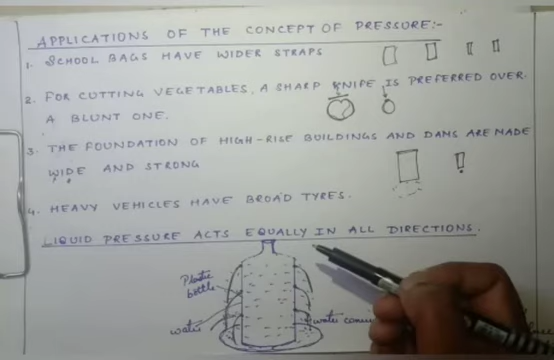 APPLICATIONS OF THE CONCEPT OF PRESSURE:-
1. SCHOOL BAGS HAVE WIDER STRAPS
2. FOR CUTTING VEGETABLES, A SHARP KNIFE IS PREFERRED OVER
A BLUNT ONE.
3. THE FOUNDATION OF HIGH-RISE BUILDINGS AND DAMS ARE MADE
WIDE AND STRONG
4. HEAVY VEHICLES HAVE BROAD TYRES.
LIQUID PRESSURE ACTS EQUALLY IN ALL DIRECTIONS.
Plastic
bottle
water
water